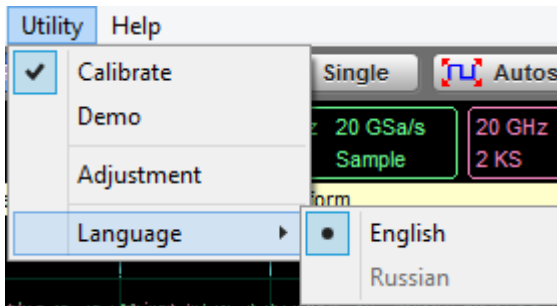 Utility Help
Calibrate
Single
Autos
Demo
z 20 GSa/s
Sample
20 GHz
2 KS
Adjustment
form
Language
English
Russian